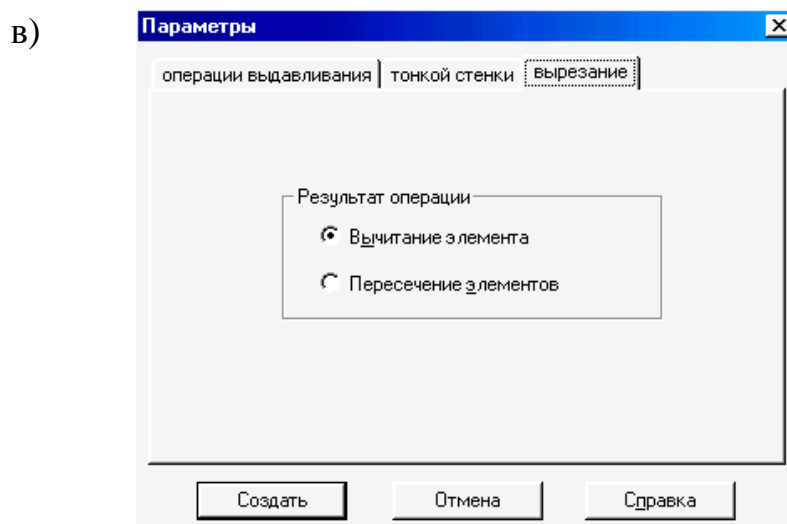 в)
Параметры
операции выдавливания тонкой стенки вырезание
Результат операции
Вычитание элемента
Пересечение элементов
Создать Отмена Справка